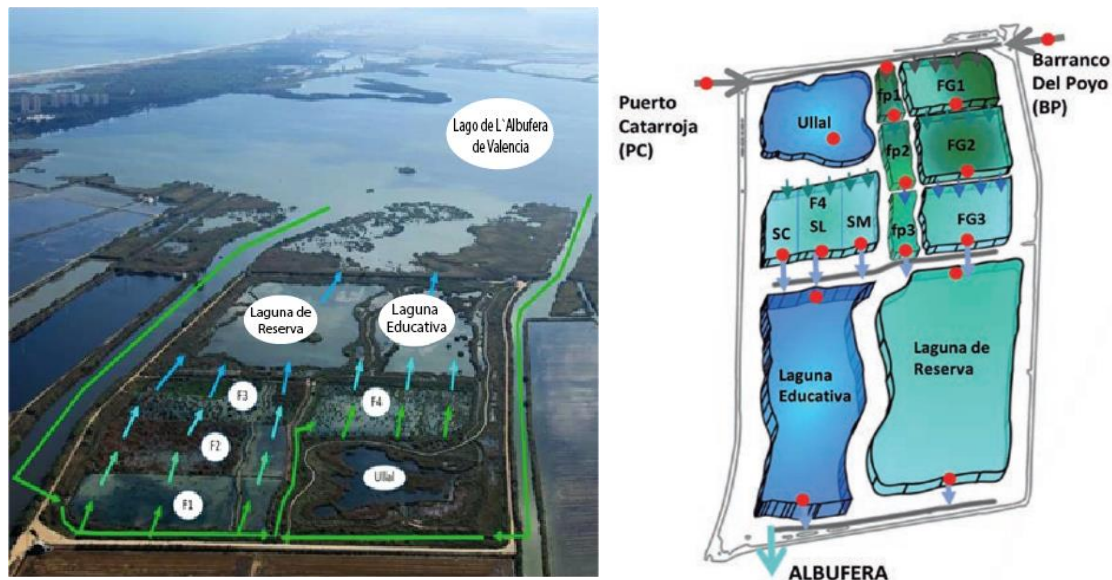 Lago de L`Albufera
de Valencia
Laguna de
Reserva
Laguna
Educativa
F3
F4
F2
Ullal
F1
Puerto
Catarroja
(PC)
Barranco
Del Poyo
(BP)
Ullal
fp1
FG1
fp2
FG2
F4
SC
SL
SM
fp3
FG3
Laguna
Educativa
Laguna de
Reserva
ALBUFERA